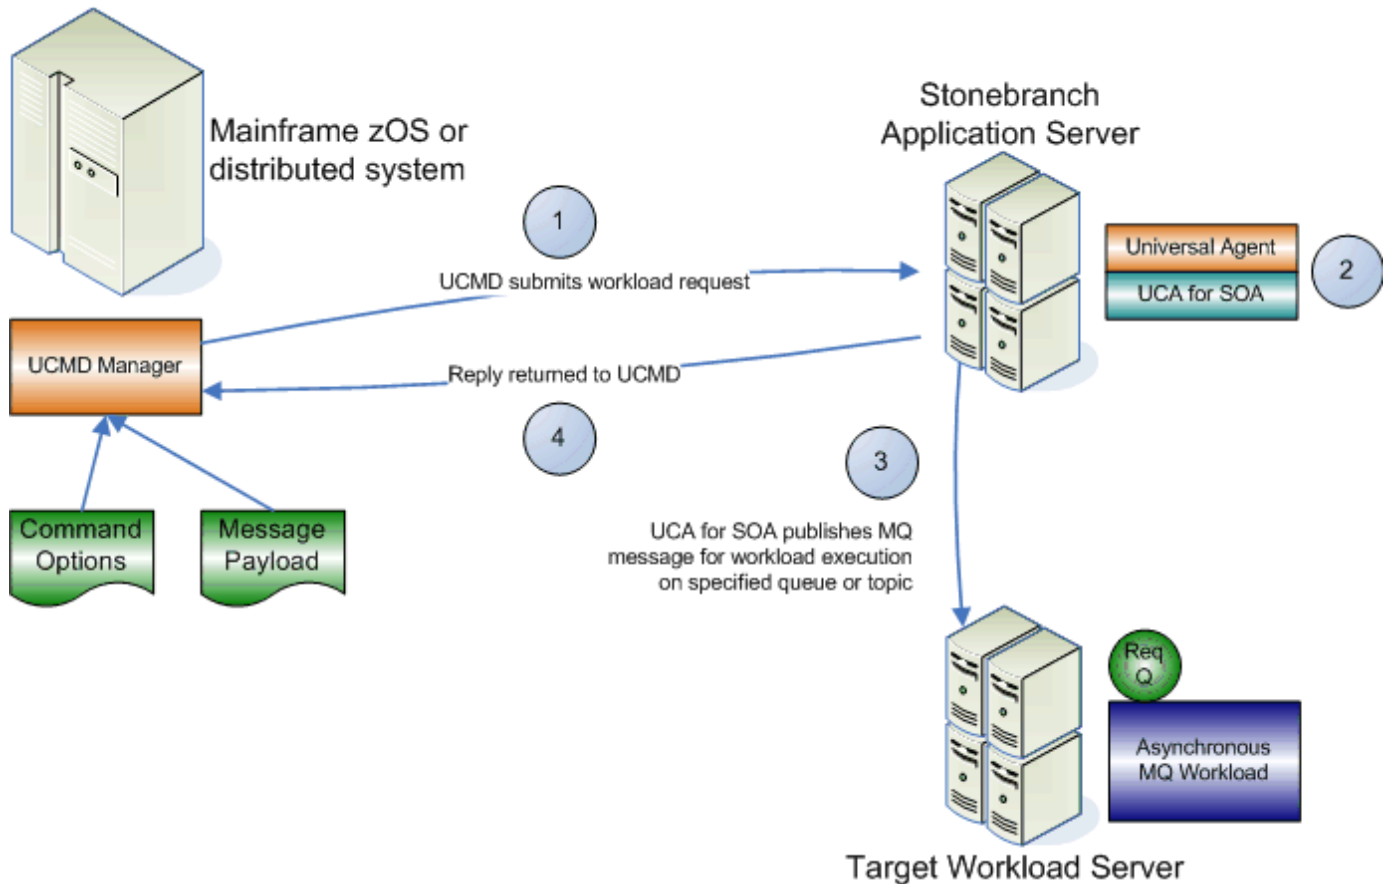 Mainframe zOS or
distributed system
Stonebranch
Application Server
1
UCMD submits workload request
Universal Agent
UCA for SOA
2
UCMD Manager
Reply returned to UCMD
4
3
Command
Options
Message
Payload
UCA for SOA publishes MQ
message for workload execution
on specified queue or topic
Req
Q
Asynchronous
MQ Workload
Target Workload Server